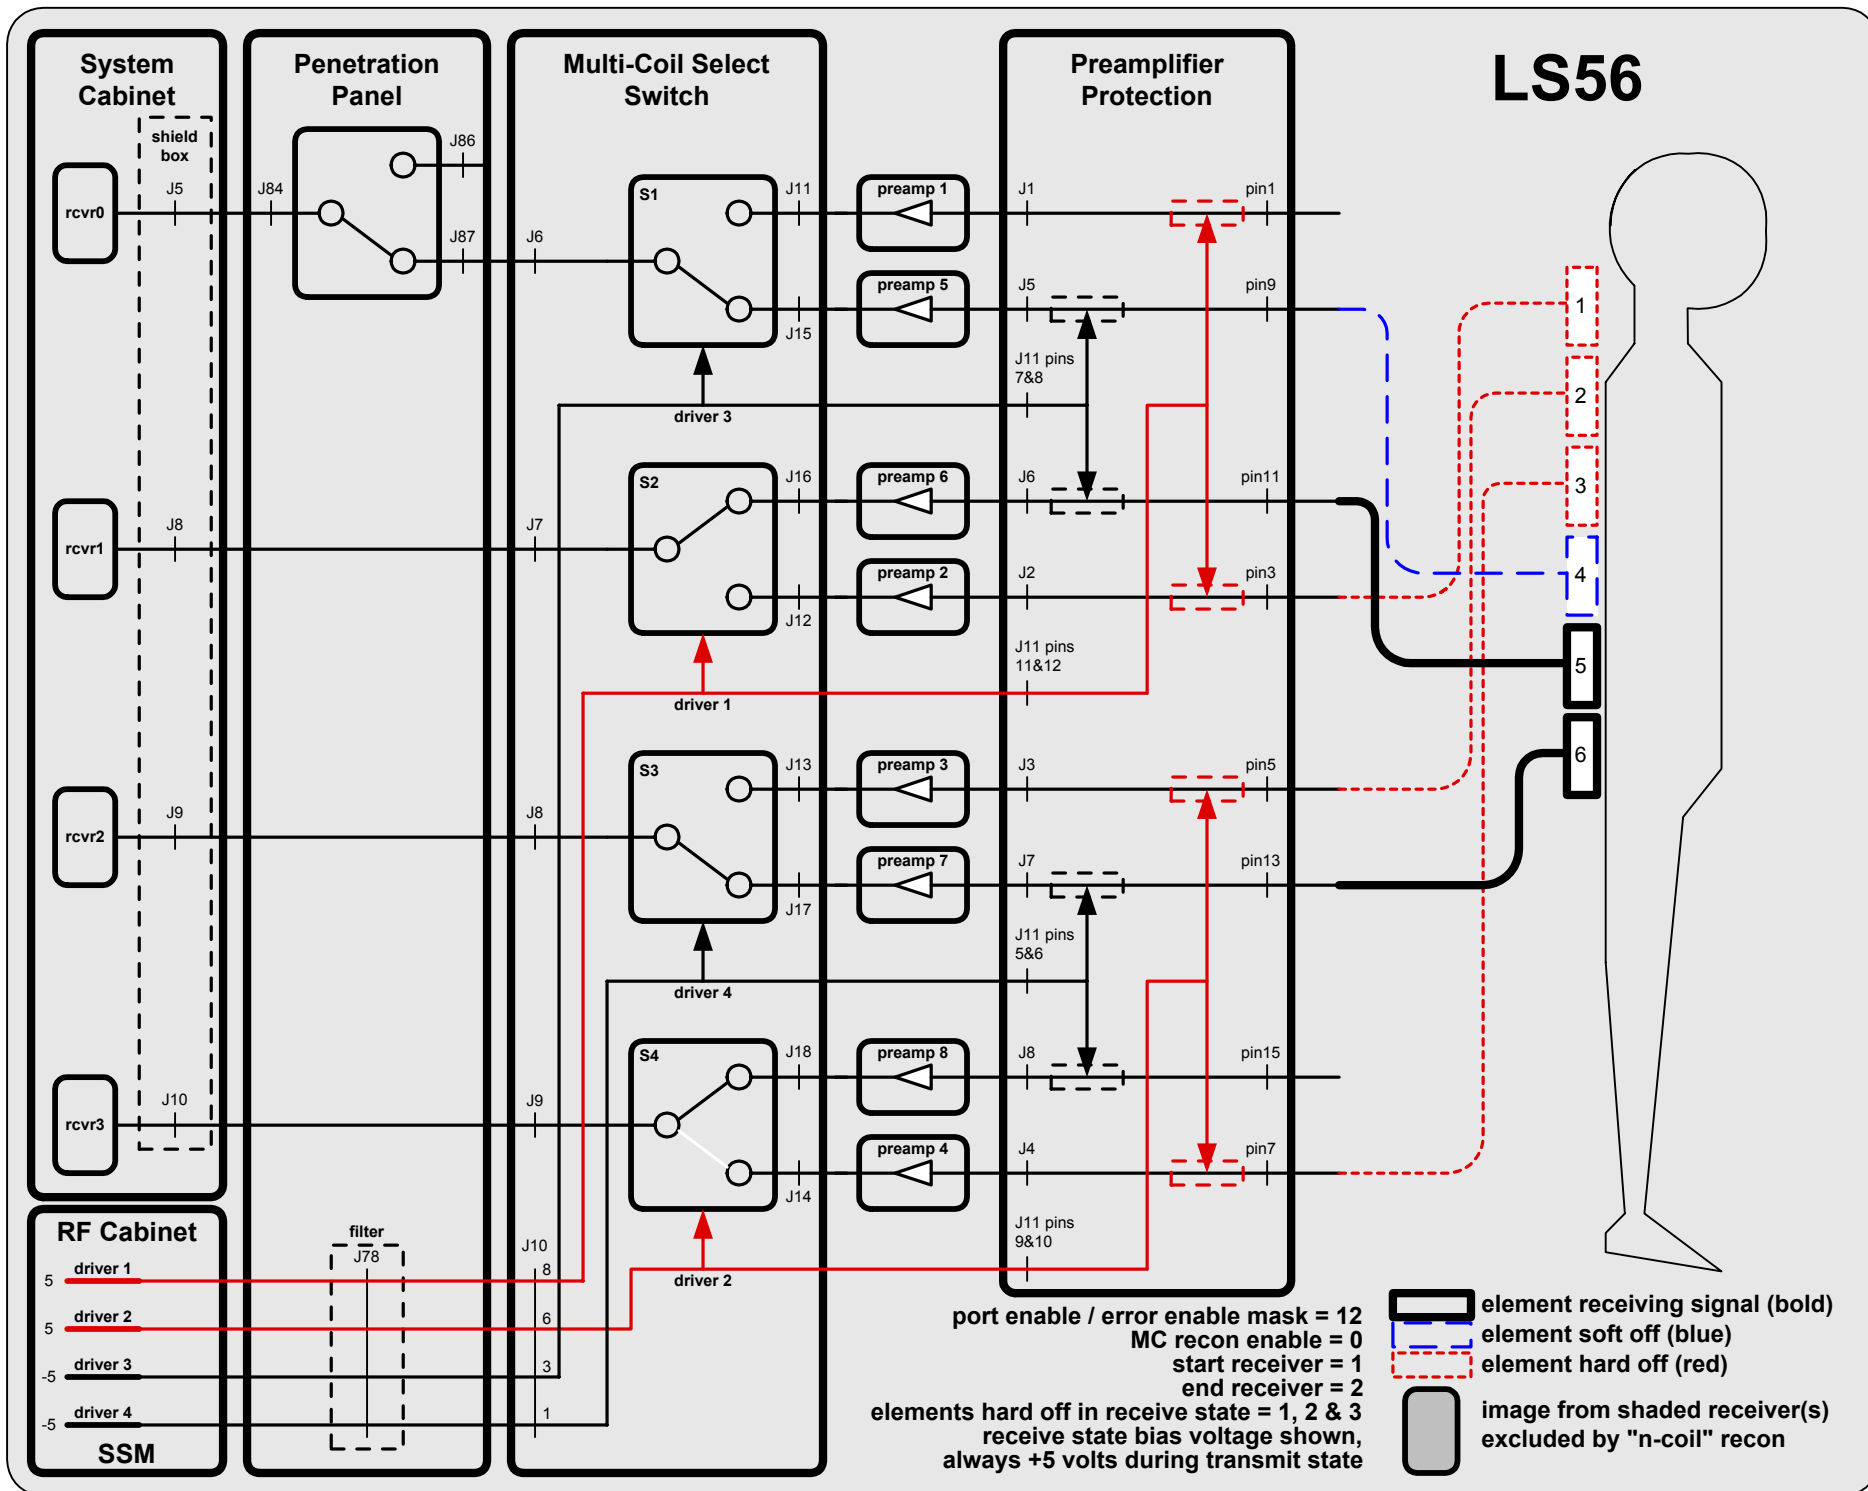 System
Cabinet
Penetration
Panel
Multi-Coil Select
Switch
Preamplifier
Protection
LS56
shield
box
rcvr0
J5
J84
J86
J87
J6
S1
J11
J15
preamp 1
preamp 5
J1
J5
pin1
pin9
J11 pins
7&8
driver 3
rcvr1
J8
J7
S2
J16
J12
preamp 6
preamp 2
J6
J2
pin11
pin3
J11 pins
11&12
driver 1
rcvr2
J9
J8
S3
J13
J17
preamp 3
preamp 7
J3
J7
pin5
pin13
J11 pins
5&6
driver 4
rcvr3
J10
J9
S4
J18
J14
preamp 8
preamp 4
J8
J4
pin15
pin7
J11 pins
9&10
driver 2
1
2
3
4
5
6
RF Cabinet
5 driver 1
5 driver 2
-5 driver 3
-5 driver 4
SSM
filter
J78
J10
8
6
3
1
port enable / error enable mask = 12
MC recon enable = 0
start receiver = 1
end receiver = 2
elements hard off in receive state = 1, 2 & 3
receive state bias voltage shown,
always +5 volts during transmit state
element receiving signal (bold)
element soft off (blue)
element hard off (red)
image from shaded receiver(s)
excluded by "n-coil" recon